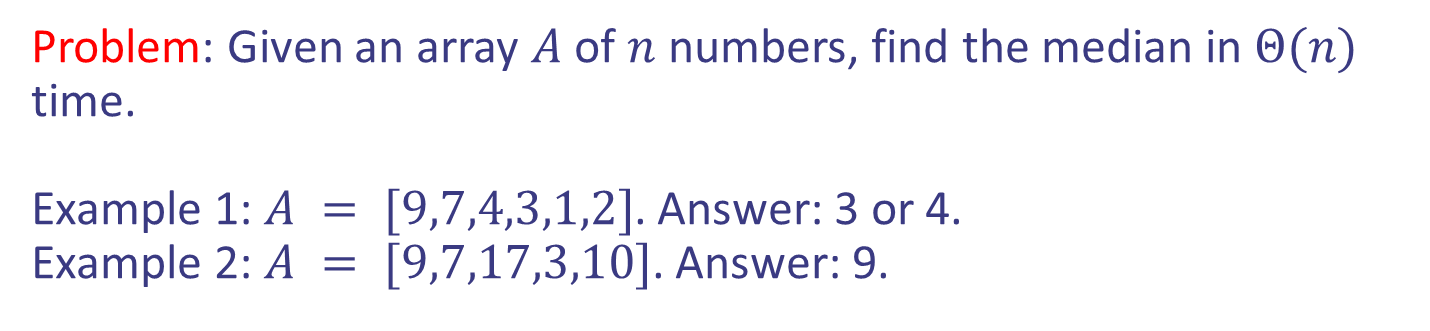 Problem: Given an array A of n numbers, find the median in Θ(n)
time.
Example 1: A = [9,7,4,3,1,2]. Answer: 3 or 4.
Example 2: A = [9,7,17,3,10]. Answer: 9.